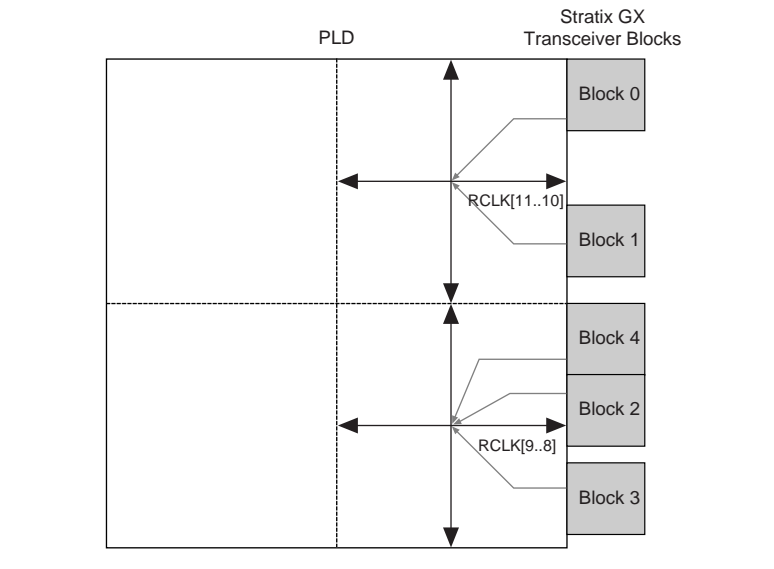 Stratix GX
PLD
Transceiver Blocks
Block 0
RCLK[11..10]
Block 1
Block 4
Block 2
RCLK[9..8]
Block 3